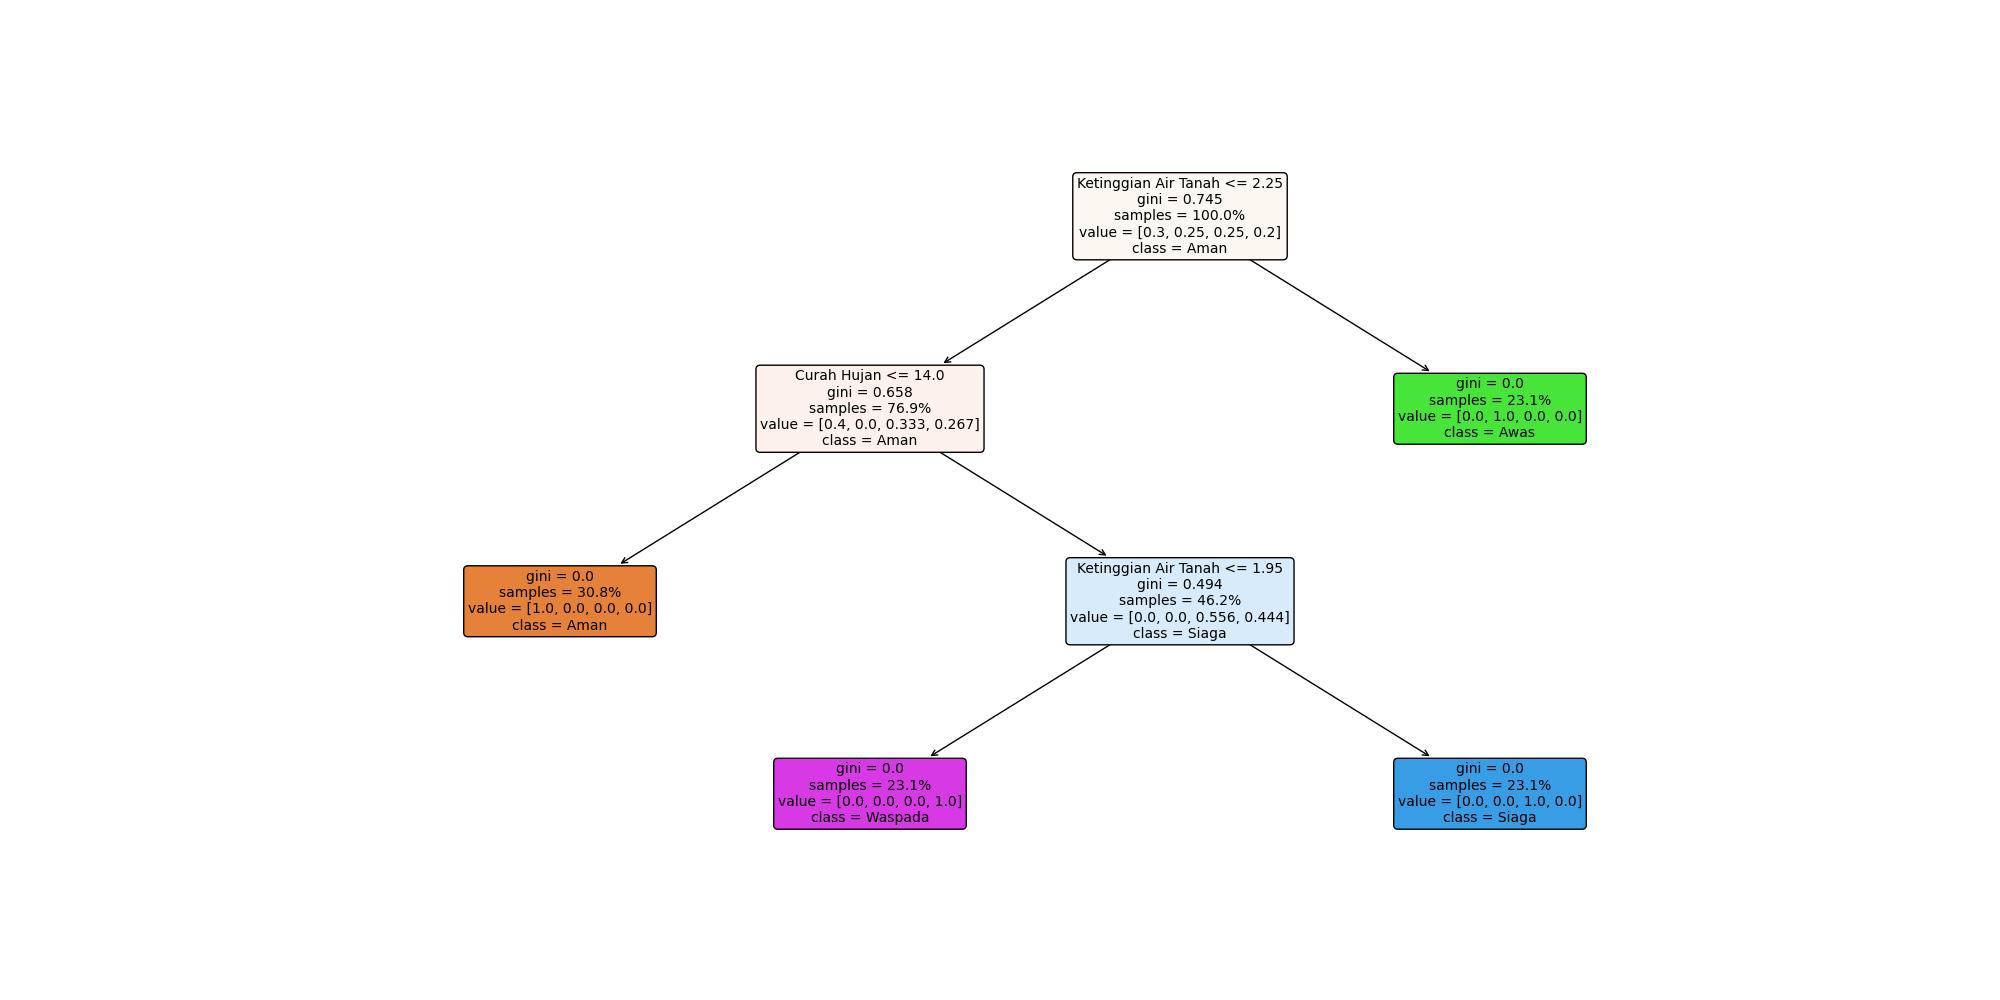 Ketinggian Air Tanah <= 2.25
gini = 0.745
samples = 100.0%
value = [0.3, 0.25, 0.25, 0.2]
class = Aman
Curah Hujan <= 14.0
gini = 0.658
samples = 76.9%
value = [0.4, 0.0, 0.333, 0.267]
class = Aman
gini = 0.0
samples = 23.1%
value = [0.0, 1.0, 0.0, 0.0]
class = Awas
gini = 0.0
samples = 30.8%
value = [1.0, 0.0, 0.0, 0.0]
class = Aman
Ketinggian Air Tanah <= 1.95
gini = 0.494
samples = 46.2%
value = [0.0, 0.0, 0.556, 0.444]
class = Siaga
gini = 0.0
samples = 23.1%
value = [0.0, 0.0, 0.0, 1.0]
class = Waspada
gini = 0.0
samples = 23.1%
value = [0.0, 0.0, 1.0, 0.0]
class = Siaga